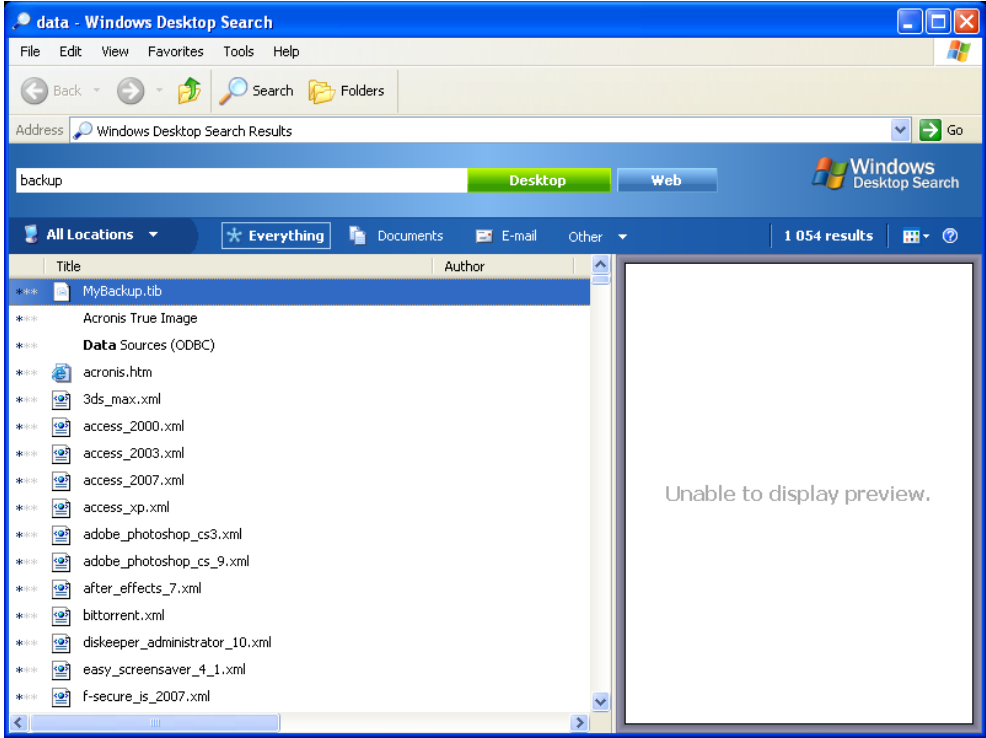 data - Windows Desktop Search
File Edit View Favorites Tools Help
Back Search Folders
Address Windows Desktop Search Results Go
backup Desktop Web Windows Desktop Search
All Locations Everything Documents E-mail Other 1 054 results
Title Author
MyBackup.tib
Acronis True Image
Data Sources (ODBC)
acronis.htm
3ds_max.xml
access_2000.xml
access_2003.xml
access_2007.xml
access_xp.xml
adobe_photoshop_cs3.xml
adobe_photoshop_cs_9.xml
after_effects_7.xml
bittorrent.xml
diskeeper_administrator_10.xml
easy_screensaver_4_1.xml
f-secure_is_2007.xml
Unable to display preview.